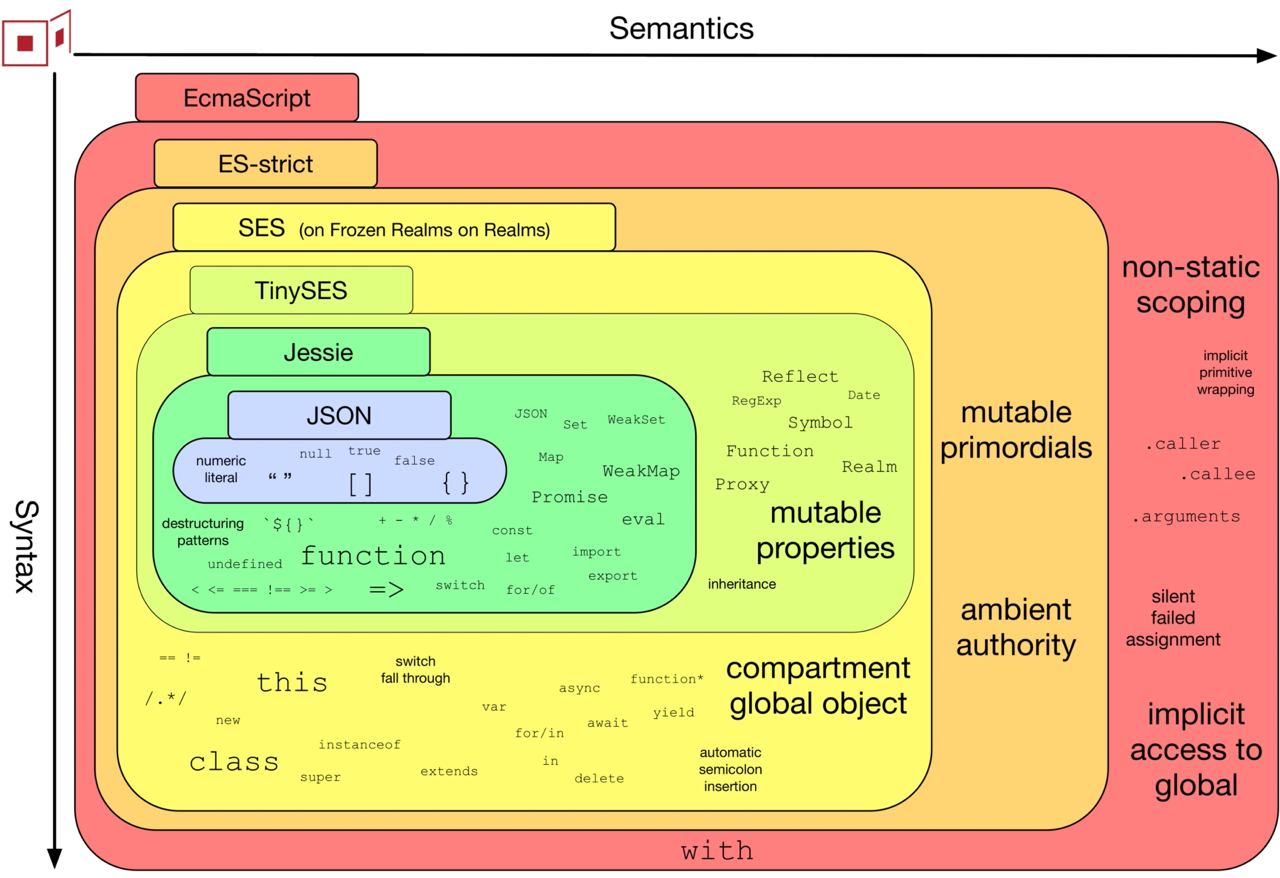 Semantics
EcmaScript
ES-strict
SES (on Frozen Realms on Realms)
TinySES
Jessie
JSON
numeric
literal
null
true
false
“ ”
[ ]
{ }
JSON
Set
WeakSet
Map
WeakMap
Promise
eval
destructuring
patterns
`${}`
+ - * / %
const
undefined
function
let
import
export
< <= === !== >= >
=>
switch
for/of
Reflect
RegExp
Date
Symbol
Function
Realm
Proxy
mutable
properties
inheritance
== !=
this
switch
fall through
/.*/
new
var
async
function*
yield
await
for/in
class
instanceof
super
extends
in
delete
compartment
global object
automatic
semicolon
insertion
mutable
primordials
ambient
authority
non-static
scoping
implicit
primitive
wrapping
.caller
.callee
.arguments
silent
failed
assignment
implicit
access to
global
with
Syntax